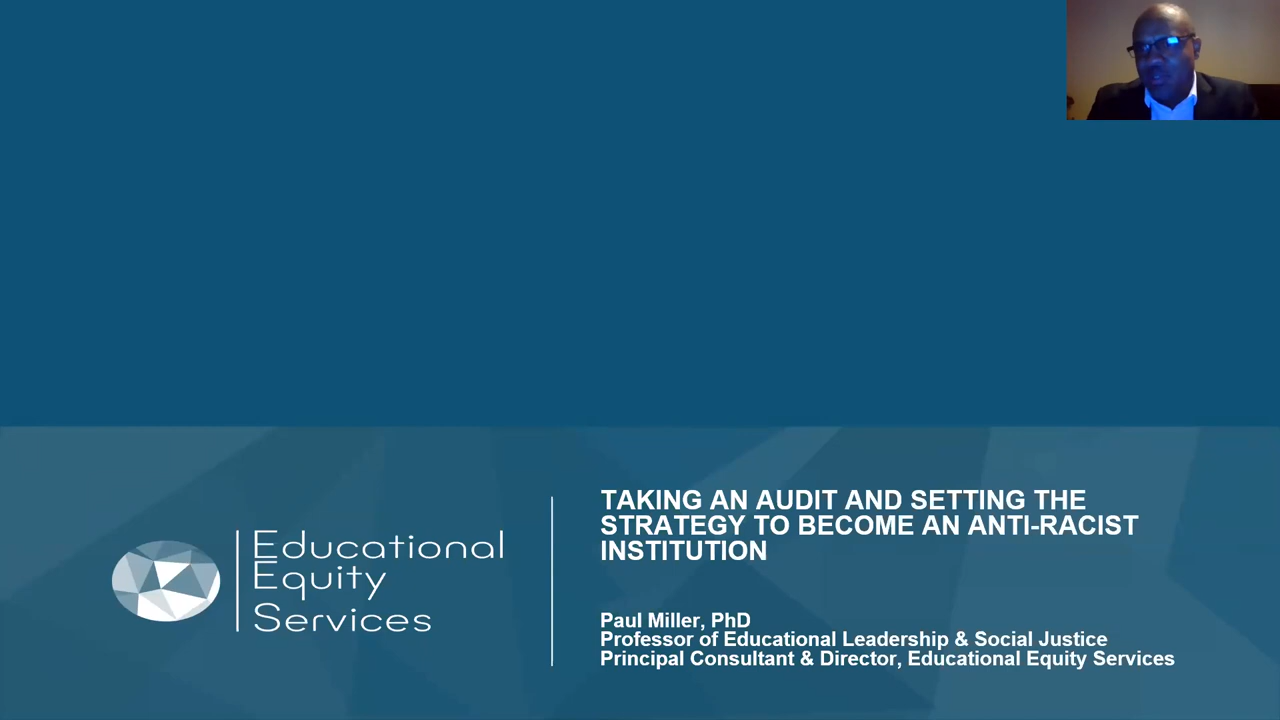 Educational
Equity
Services
TAKING AN AUDIT AND SETTING THE
STRATEGY TO BECOME AN ANTI-RACIST
INSTITUTION
Paul Miller, PhD
Professor of Educational Leadership & Social Justice
Principal Consultant & Director, Educational Equity Services